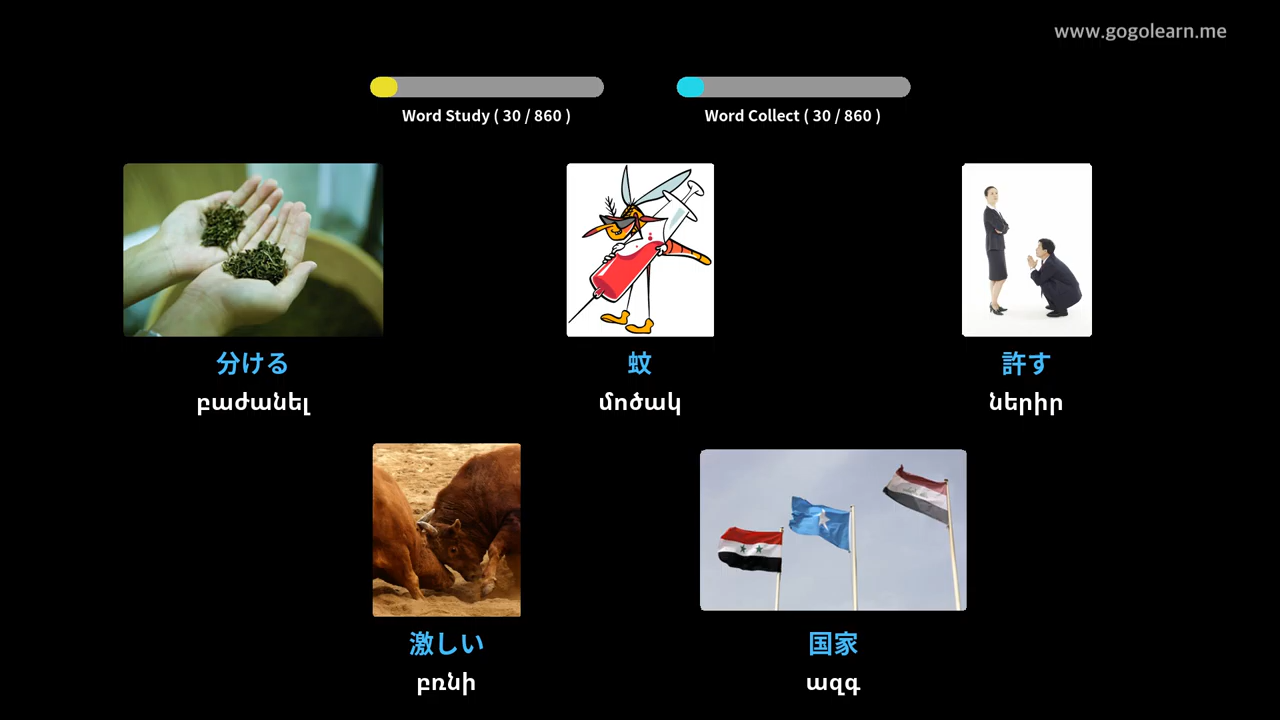 www.gogolearn.me
Word Study ( 30 / 860 )
Word Collect ( 30 / 860 )
分ける
բաժանել
蚊
մոծակ
許す
ներիր
激しい
բռնի
国家
ազգ